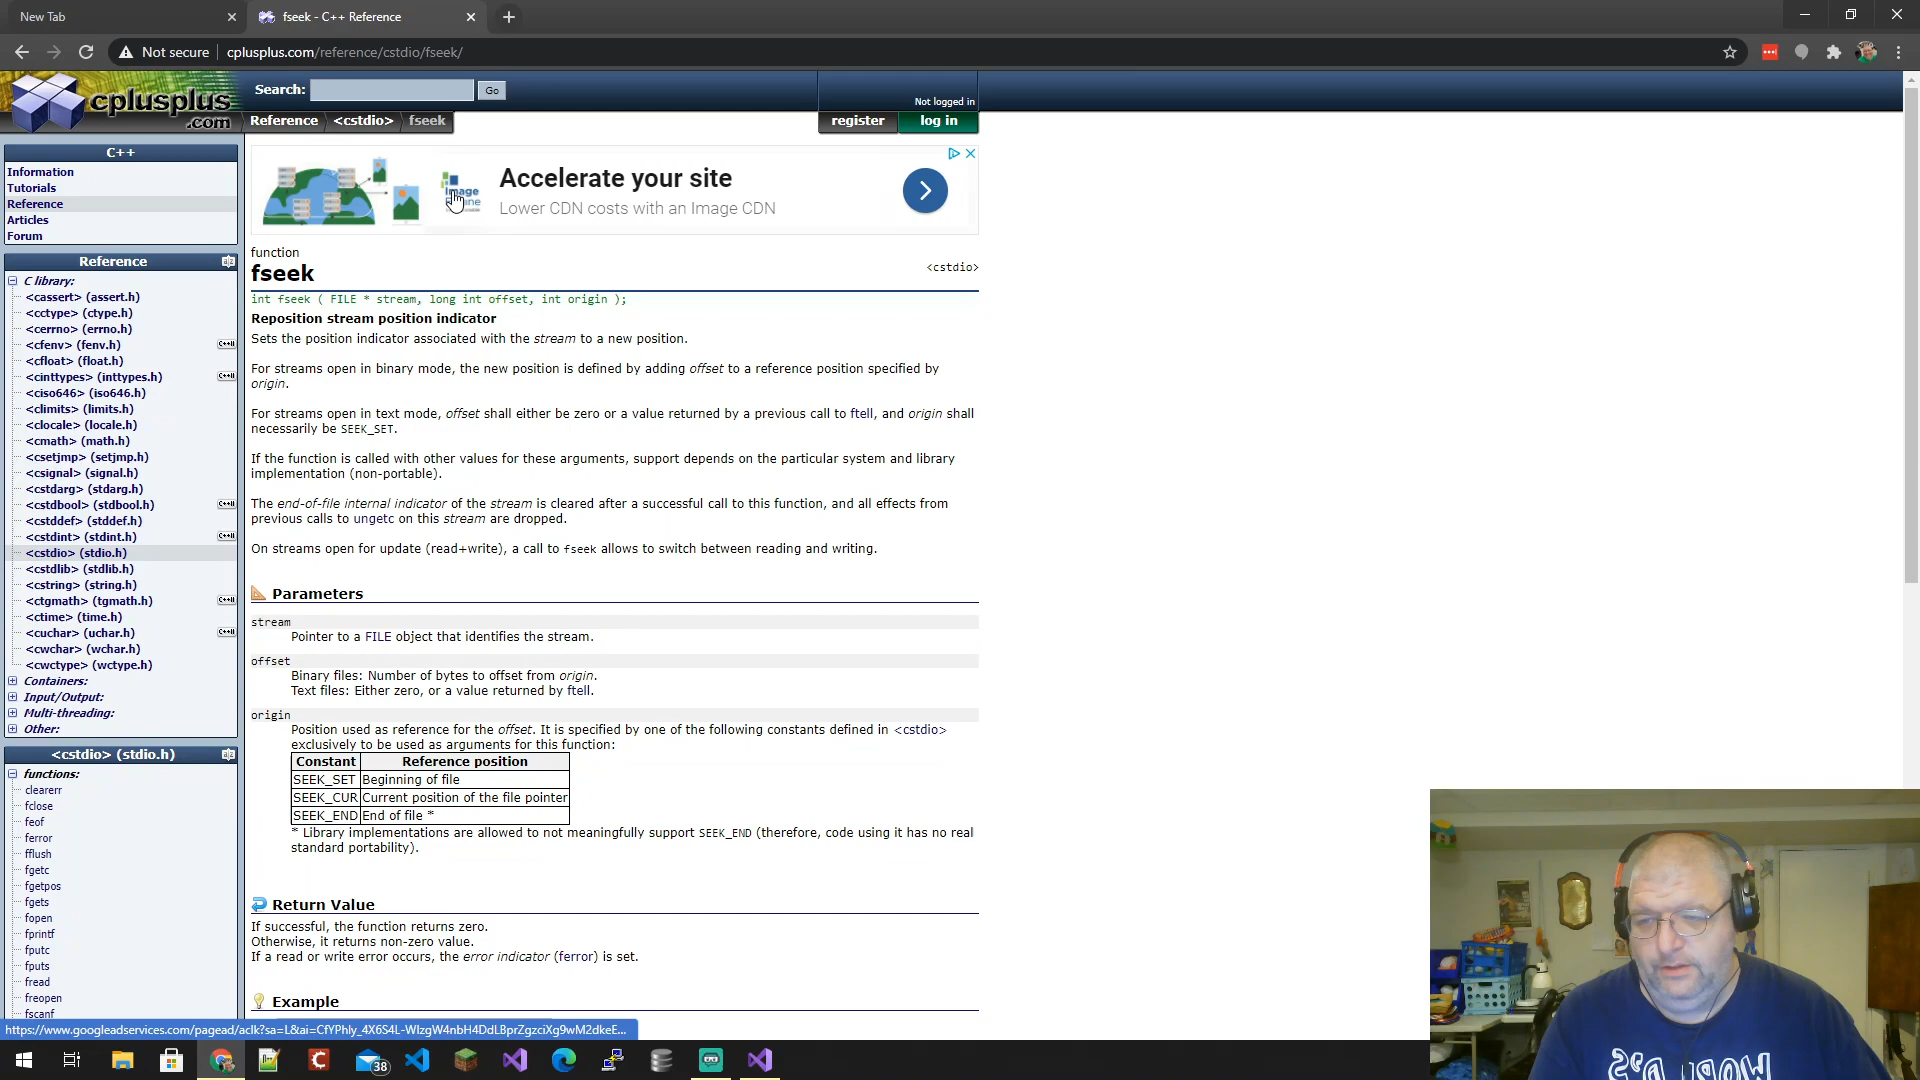 New Tab
fseek - C++ Reference
Not secure
cplusplus.com/reference/cstdio/fseek/
cplusplus
.com
Search:
Go
Not logged in
Reference
<cstdio>
fseek
register
log in
C++
Information
Tutorials
Reference
Articles
Forum
Reference
C library:
<cassert> (assert.h)
<cctype> (ctype.h)
<cerrno> (errno.h)
<cfenv> (fenv.h)
<cfloat> (float.h)
<cinttypes> (inttypes.h)
<ciso646> (iso646.h)
<climits> (limits.h)
<clocale> (locale.h)
<cmath> (math.h)
<csetjmp> (setjmp.h)
<csignal> (signal.h)
<cstdarg> (stdarg.h)
<cstdbool> (stdbool.h)
<cstddef> (stddef.h)
<cstdint> (stdint.h)
<cstdio> (stdio.h)
<cstdlib> (stdlib.h)
<cstring> (string.h)
<ctgmath> (tgmath.h)
<ctime> (time.h)
<cuchar> (uchar.h)
<cwchar> (wchar.h)
<cwctype> (wctype.h)
Containers:
Input/Output:
Multi-threading:
Other:
<cstdio> (stdio.h)
functions:
clearerr
fclose
feof
ferror
fflush
fgetc
fgetpos
fgets
fopen
fprintf
fputc
fputs
fread
freopen
fscanf
Accelerate your site
Lower CDN costs with an Image CDN
function
fseek
<cstdio>
int fseek ( FILE * stream, long int offset, int origin );
Reposition stream position indicator
Sets the position indicator associated with the stream to a new position.
For streams open in binary mode, the new position is defined by adding offset to a reference position specified by
origin.
For streams open in text mode, offset shall either be zero or a value returned by a previous call to ftell, and origin shall
necessarily be SEEK_SET.
If the function is called with other values for these arguments, support depends on the particular system and library
implementation (non-portable).
The end-of-file internal indicator of the stream is cleared after a successful call to this function, and all effects from
previous calls to ungetc on this stream are dropped.
On streams open for update (read+write), a call to fseek allows to switch between reading and writing.
Parameters
stream
Pointer to a FILE object that identifies the stream.
offset
Binary files: Number of bytes to offset from origin.
Text files: Either zero, or a value returned by ftell.
origin
Position used as reference for the offset. It is specified by one of the following constants defined in <cstdio>
exclusively to be used as arguments for this function:
Constant Reference position
SEEK_SET Beginning of file
SEEK_CUR Current position of the file pointer
SEEK_END End of file *
* Library implementations are allowed to not meaningfully support SEEK_END (therefore, code using it has no real
standard portability).
Return Value
If successful, the function returns zero.
Otherwise, it returns non-zero value.
If a read or write error occurs, the error indicator (ferror) is set.
Example
38